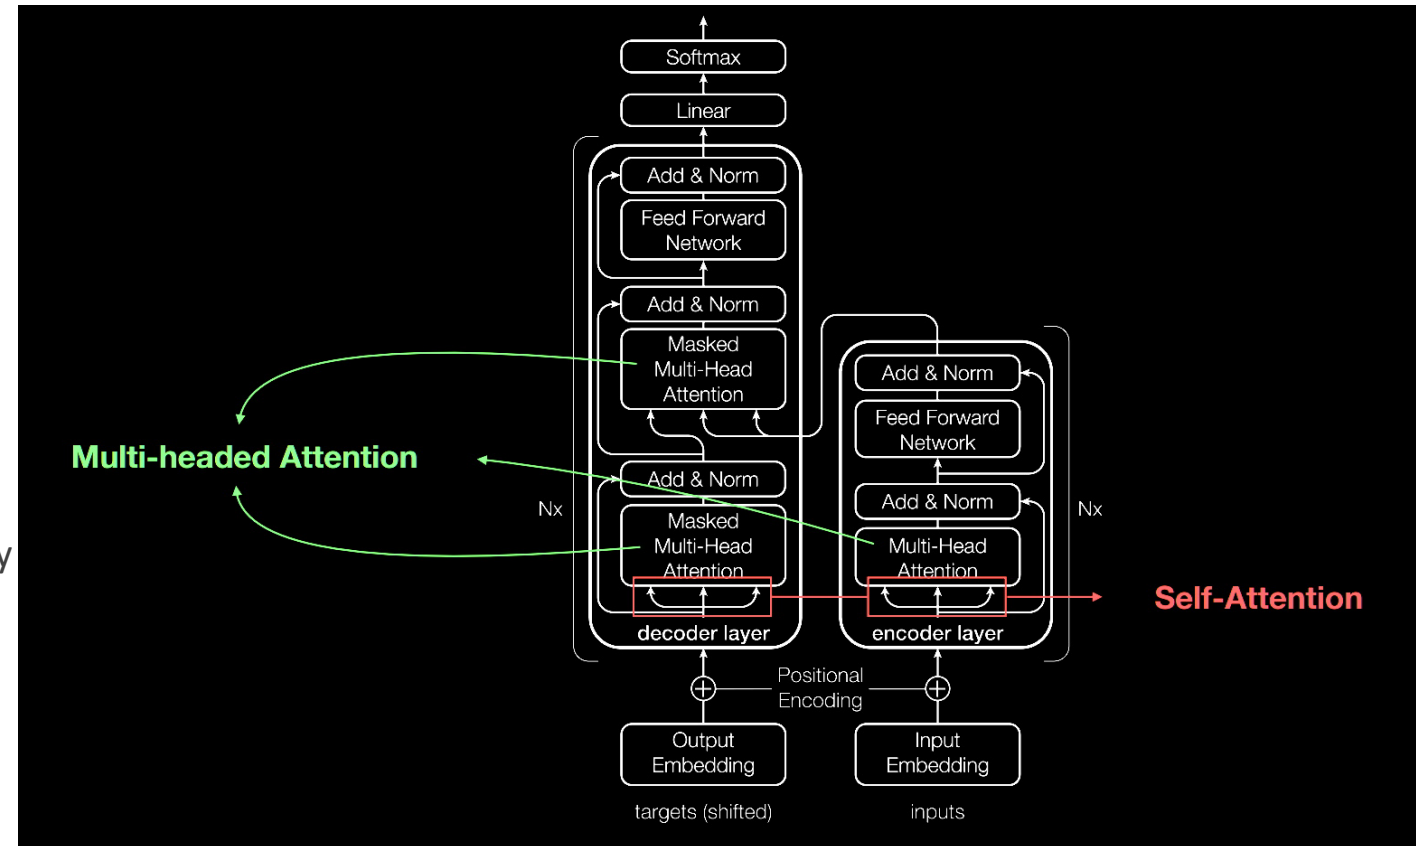 Softmax
Linear
Add & Norm
Feed Forward
Network
Add & Norm
Masked
Multi-Head
Attention
Add & Norm
Masked
Multi-Head
Attention
decoder layer
Nx
Add & Norm
Feed Forward
Network
Add & Norm
Multi-Head
Attention
encoder layer
Nx
Multi-headed Attention
Self-Attention
y
Positional
Encoding
Output
Embedding
Input
Embedding
targets (shifted)
inputs